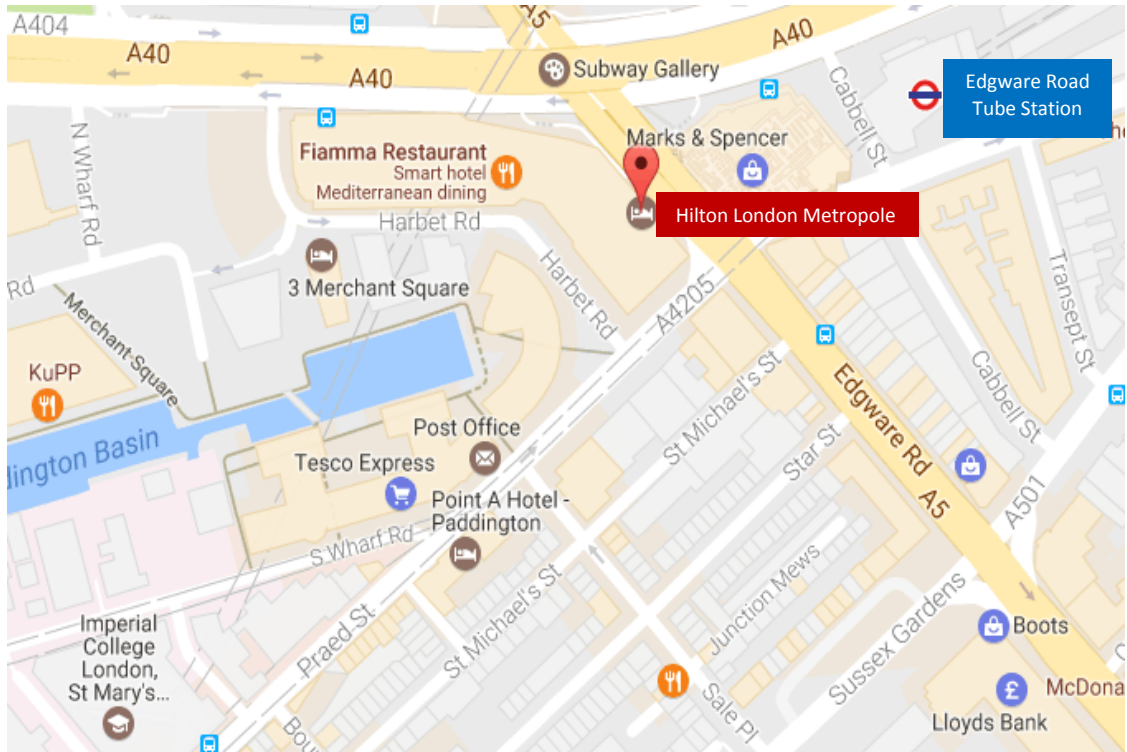 A404
A5
A40
A40
A40
Subway Gallery
Cabbell St
Edgware Road
Tube Station
N Wharf Rd
Fiamma Restaurant
Smart hotel
Mediterranean dining
Marks & Spencer
Hilton London Metropole
Harbet Rd
Harbet Rd
Rd
3 Merchant Square
Merchant Square
A4205
Transept St
KuPP
Edgware Rd
A5
Cabbell St
St Michael's St
Star St
Post Office
Tesco Express
Point A Hotel -
Paddington
A501
S Wharf Rd
Junction Mews
St Michael's St
Praed St
Sussex Gardens
Imperial
College
London,
St Mary's...
Boots
Sale Pl
Lloyds Bank